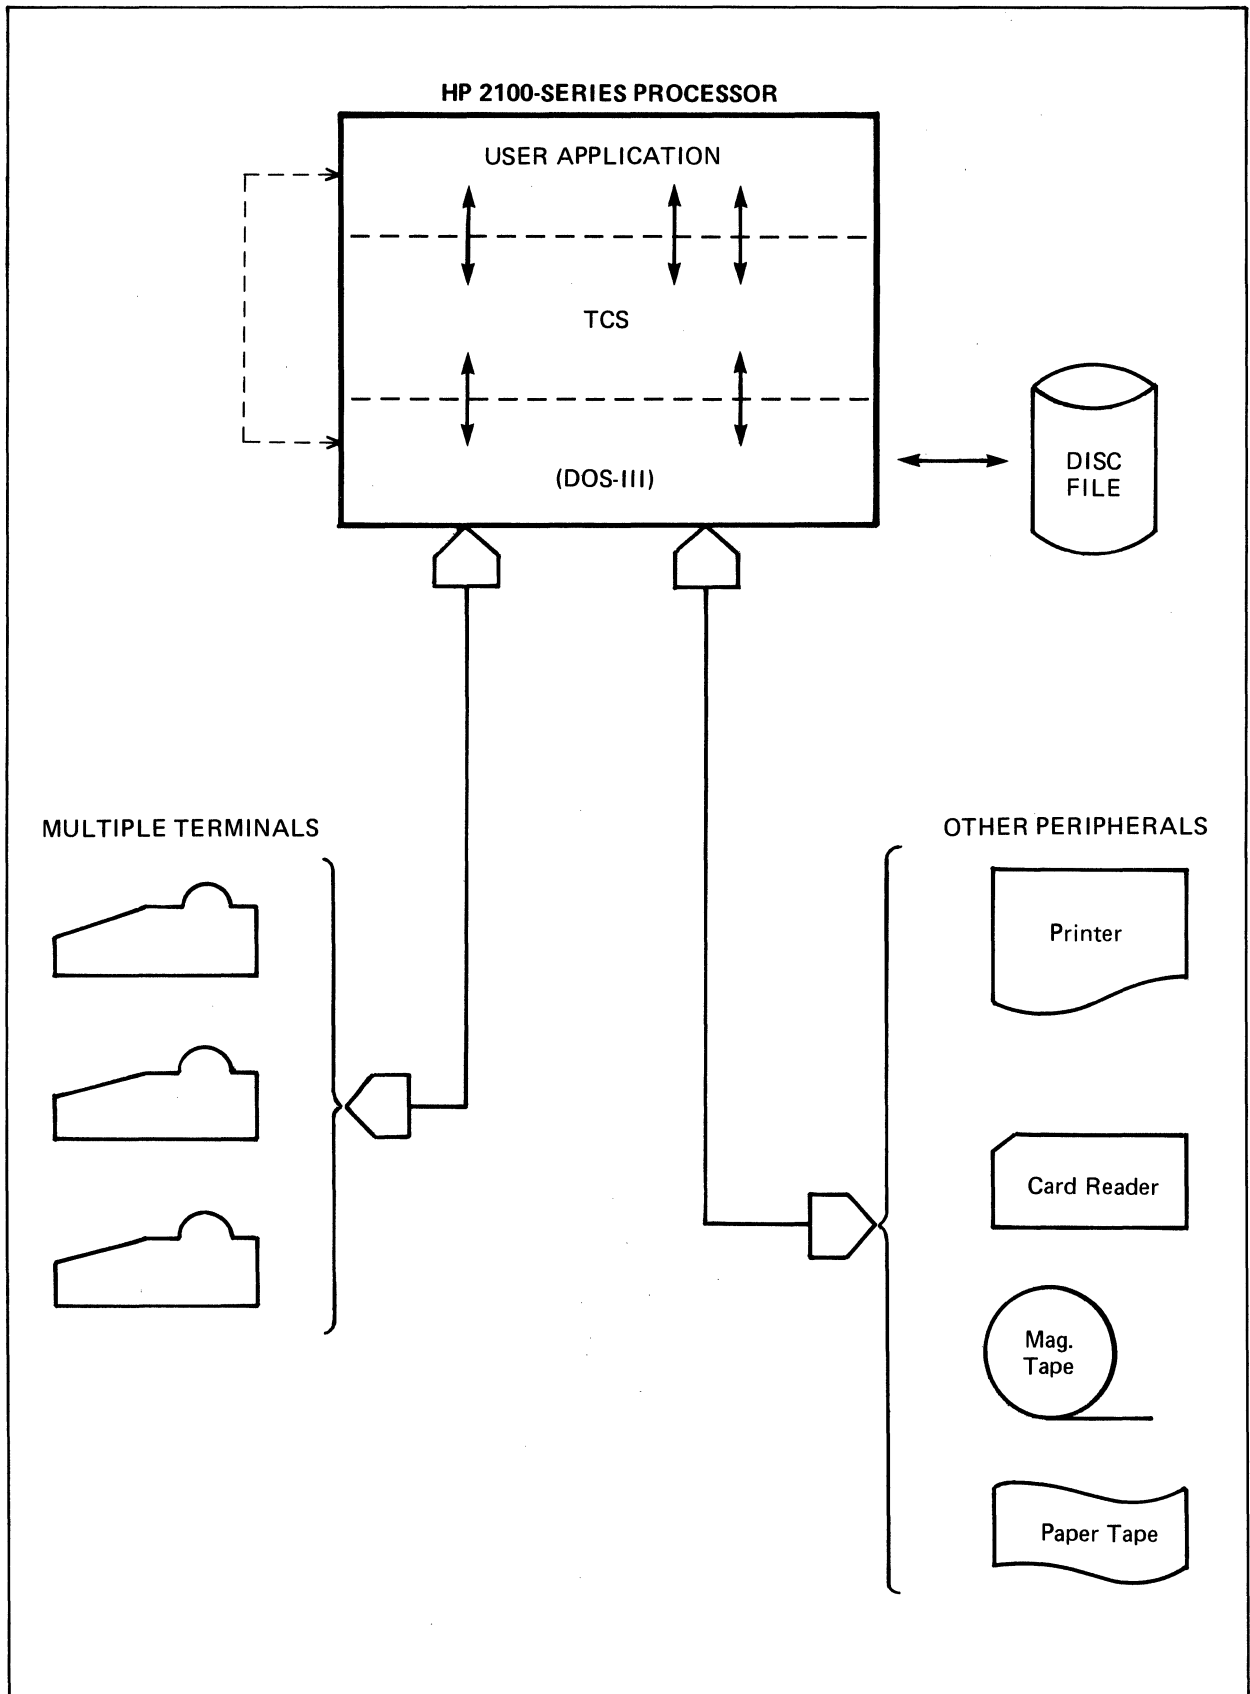 HP 2100-SERIES PROCESSOR
USER APPLICATION
TCS
(DOS-III)
DISC
FILE
MULTIPLE TERMINALS
OTHER PERIPHERALS
Printer
Card Reader
Mag.
Tape
Paper Tape